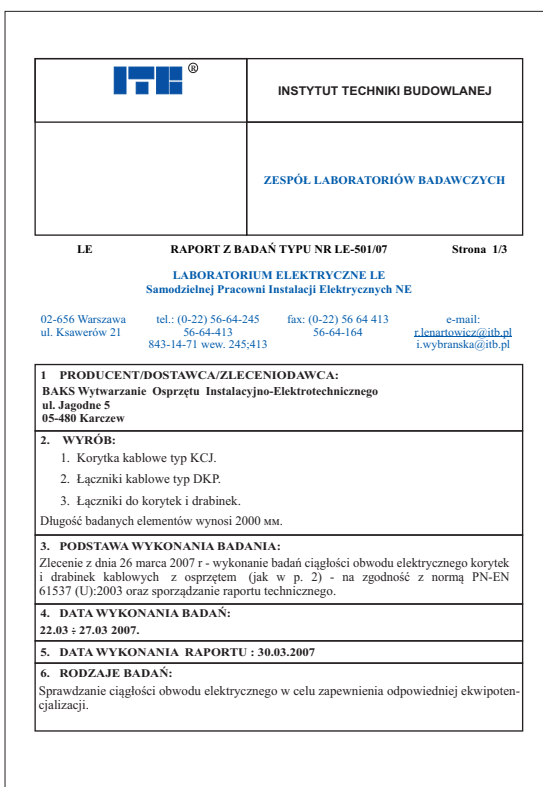 ITB ®
INSTYTUT TECHNIKI BUDOWLANEJ
ZESPÓŁ LABORATORIÓW BADAWCZYCH
LE RAPORT Z BADAŃ TYPU NR LE-501/07 Strona 1/3
LABORATORIUM ELEKTRYCZNE LE
Samodzielnej Pracowni Instalacji Elektrycznych NE
02-656 Warszawa tel.: (0-22) 56-64-245 fax: (0-22) 56 64 413 e-mail:
ul. Ksawerów 21 56-64-413 56-64-164 r.lenartowicz@itb.pl
843-14-71 wew. 245;413 i.wybranska@itb.pl
1 PRODUCENT/DOSTAWCA/ZLECENIODAWCA:
BAKS Wytwarzanie Osprzętu Instalacyjno-Elektrotechnicznego
ul. Jagodne 5
05-480 Karczew
2. WYRÓB:
1. Korytka kablowe typ KCJ.
2. Łączniki kablowe typ DKP.
3. Łączniki do korytek i drabinek.
Długość badanych elementów wynosi 2000 мм.
3. PODSTAWA WYKONANIA BADANIA:
Zlecenie z dnia 26 marca 2007 r - wykonanie badań ciągłości obwodu elektrycznego korytek
i drabinek kablowych z osprzętem (jak w p. 2) - na zgodność z normą PN-EN
61537 (U):2003 oraz sporządzanie raportu technicznego.
4. DATA WYKONANIA BADAŃ:
22.03 ÷ 27.03 2007.
5. DATA WYKONANIA RAPORTU : 30.03.2007
6. RODZAJE BADAŃ:
Sprawdzanie ciągłości obwodu elektrycznego w celu zapewnienia odpowiedniej ekwipoten-
cjalizacji.